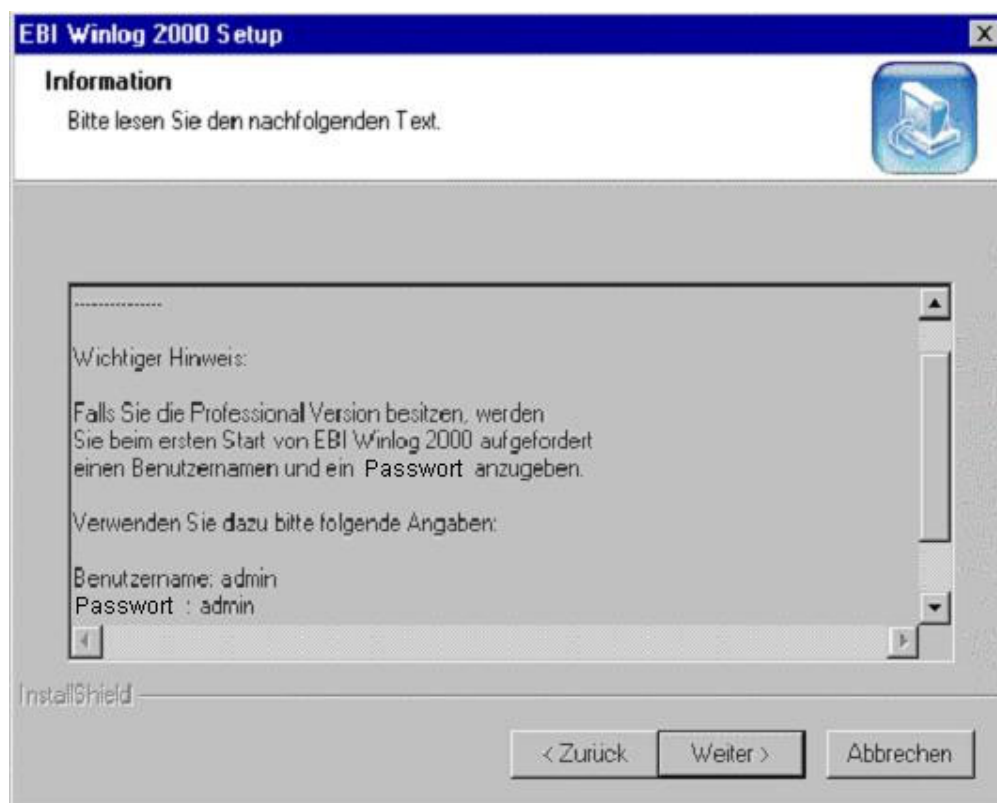 EBI Winlog 2000 Setup
Information
Bitte lesen Sie den nachfolgenden Text.
---------------
Wichtiger Hinweis:
Falls Sie die Professional Version besitzen, werden
Sie beim ersten Start von EBI Winlog 2000 aufgefordert
einen Benutzernamen und ein Passwort anzugeben.
Verwenden Sie dazu bitte folgende Angaben:
Benutzername: admin
Passwort : admin
InstallShield
< Zurück
Weiter >
Abbrechen